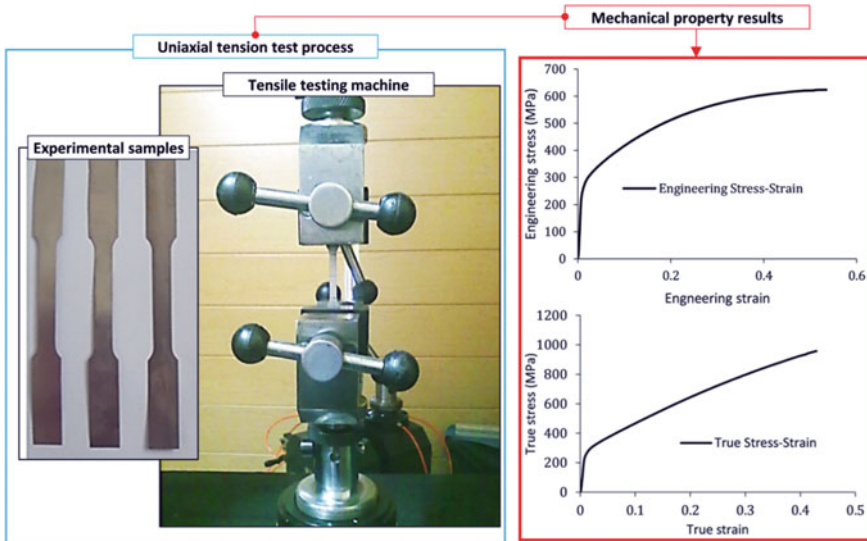 Mechanical property results
Uniaxial tension test process
Tensile testing machine
Experimental samples
Engineering stress (MPa)
700
600
500
400
300
200
100
0
Engineering Stress-Strain
0 0.2 0.4 0.6
Engneering strain
True stress (MPa)
1200
1000
800
600
400
200
0
True Stress-Strain
0 0.1 0.2 0.3 0.4 0.5
True strain